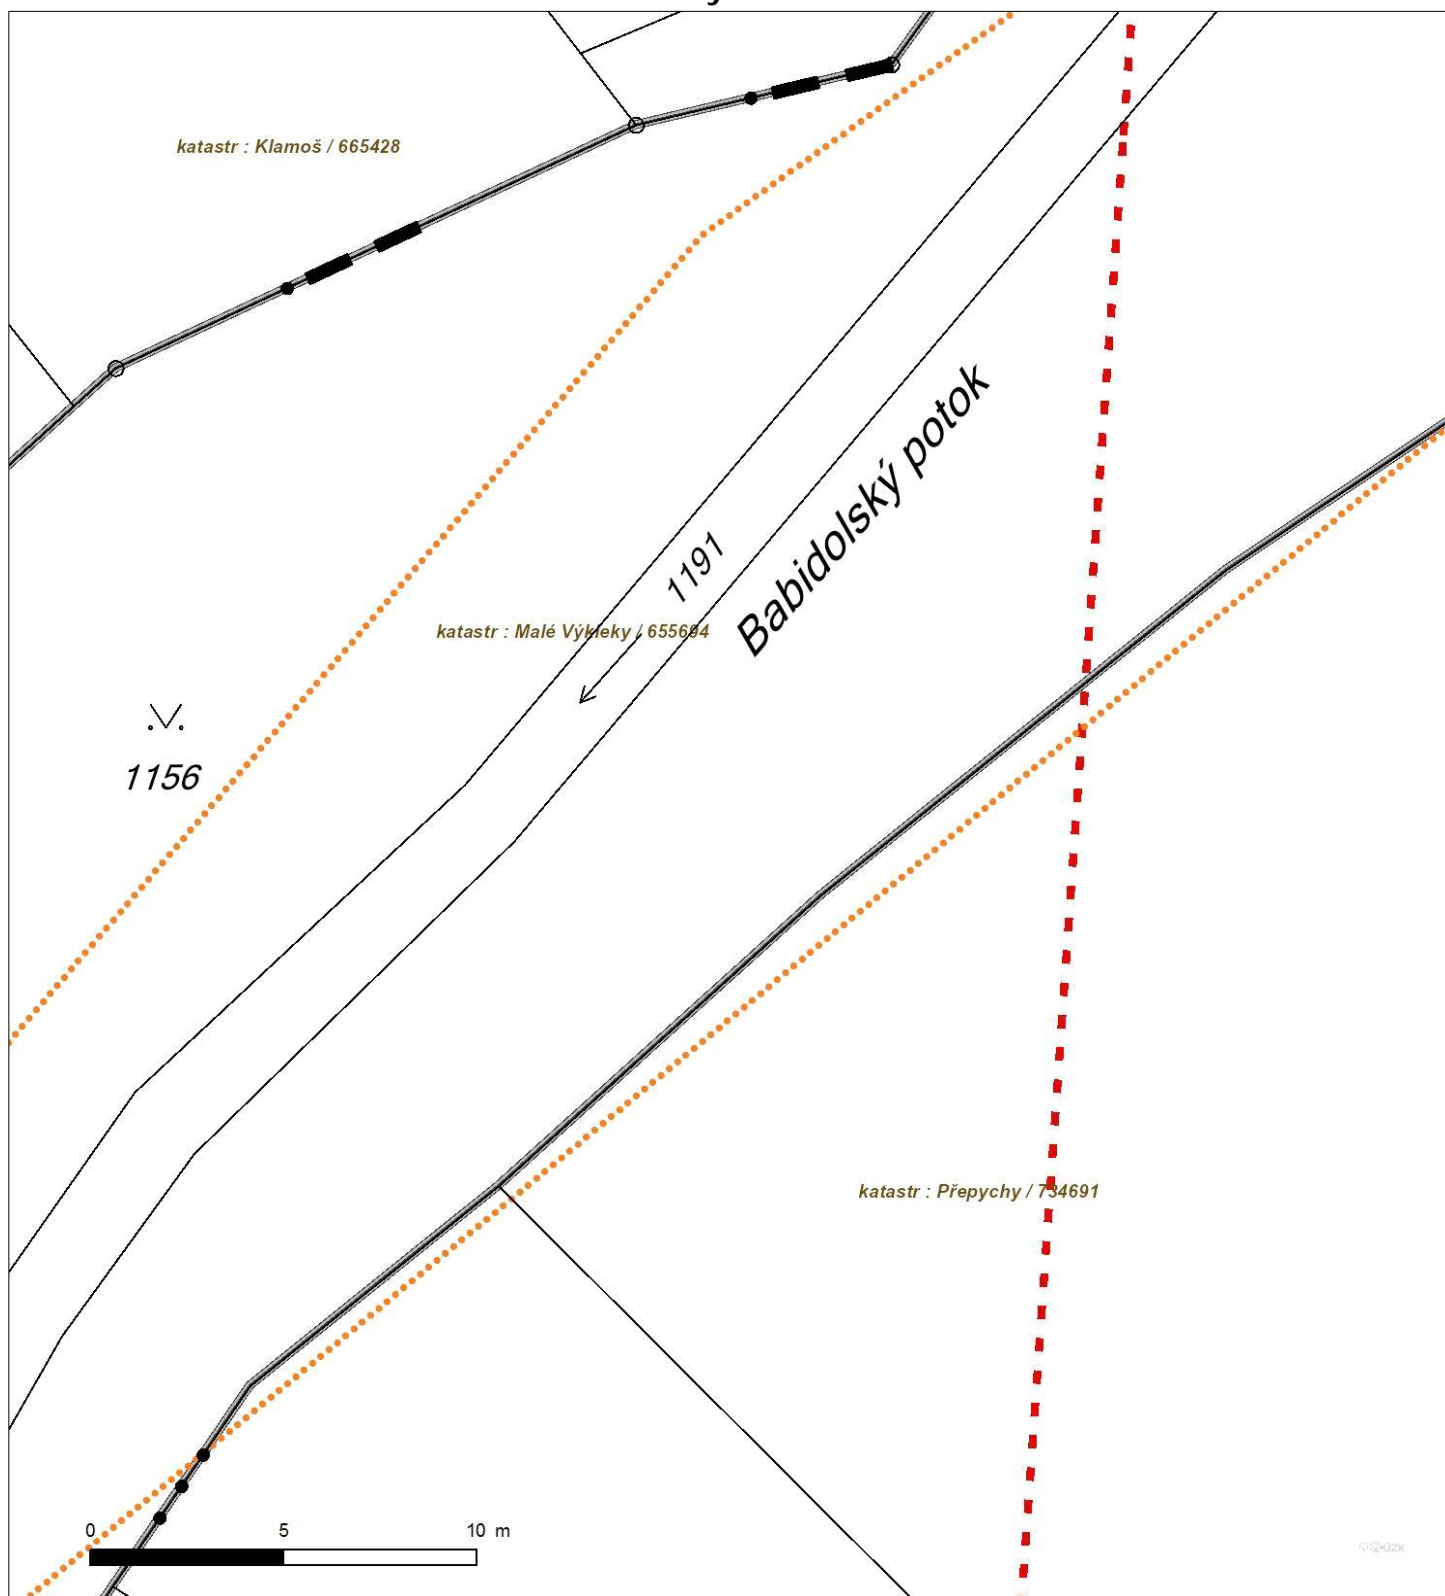 katastr : Klamoš / 665428
Babidolský potok
1191
katastr : Malé Výkleky / 655694
1156
katastr : Přepychy / 734691
0 5 10 m